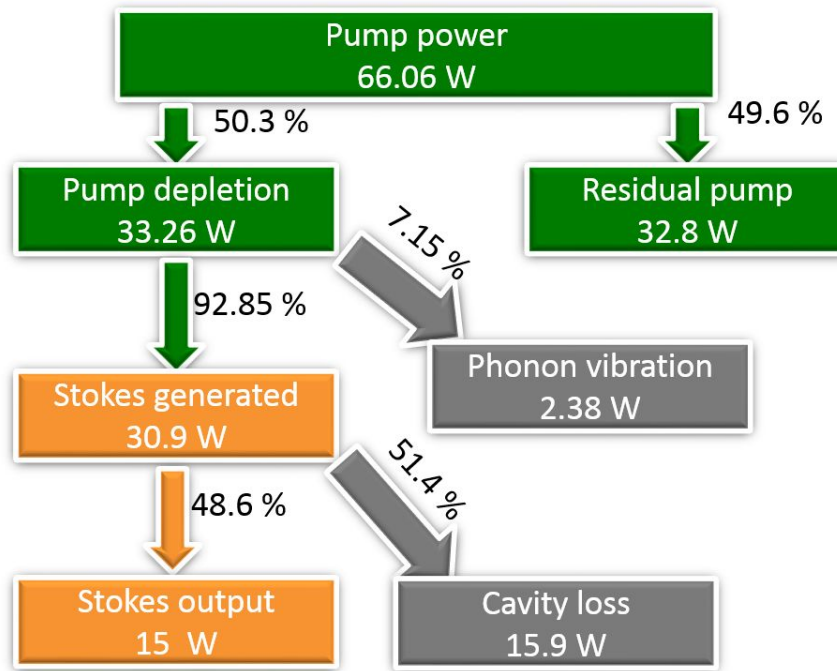 Pump power
66.06 W
50.3 %
49.6 %
Pump depletion
33.26 W
Residual pump
32.8 W
7.15 %
92.85 %
Phonon vibration
2.38 W
Stokes generated
30.9 W
51.4 %
48.6 %
Stokes output
15 W
Cavity loss
15.9 W